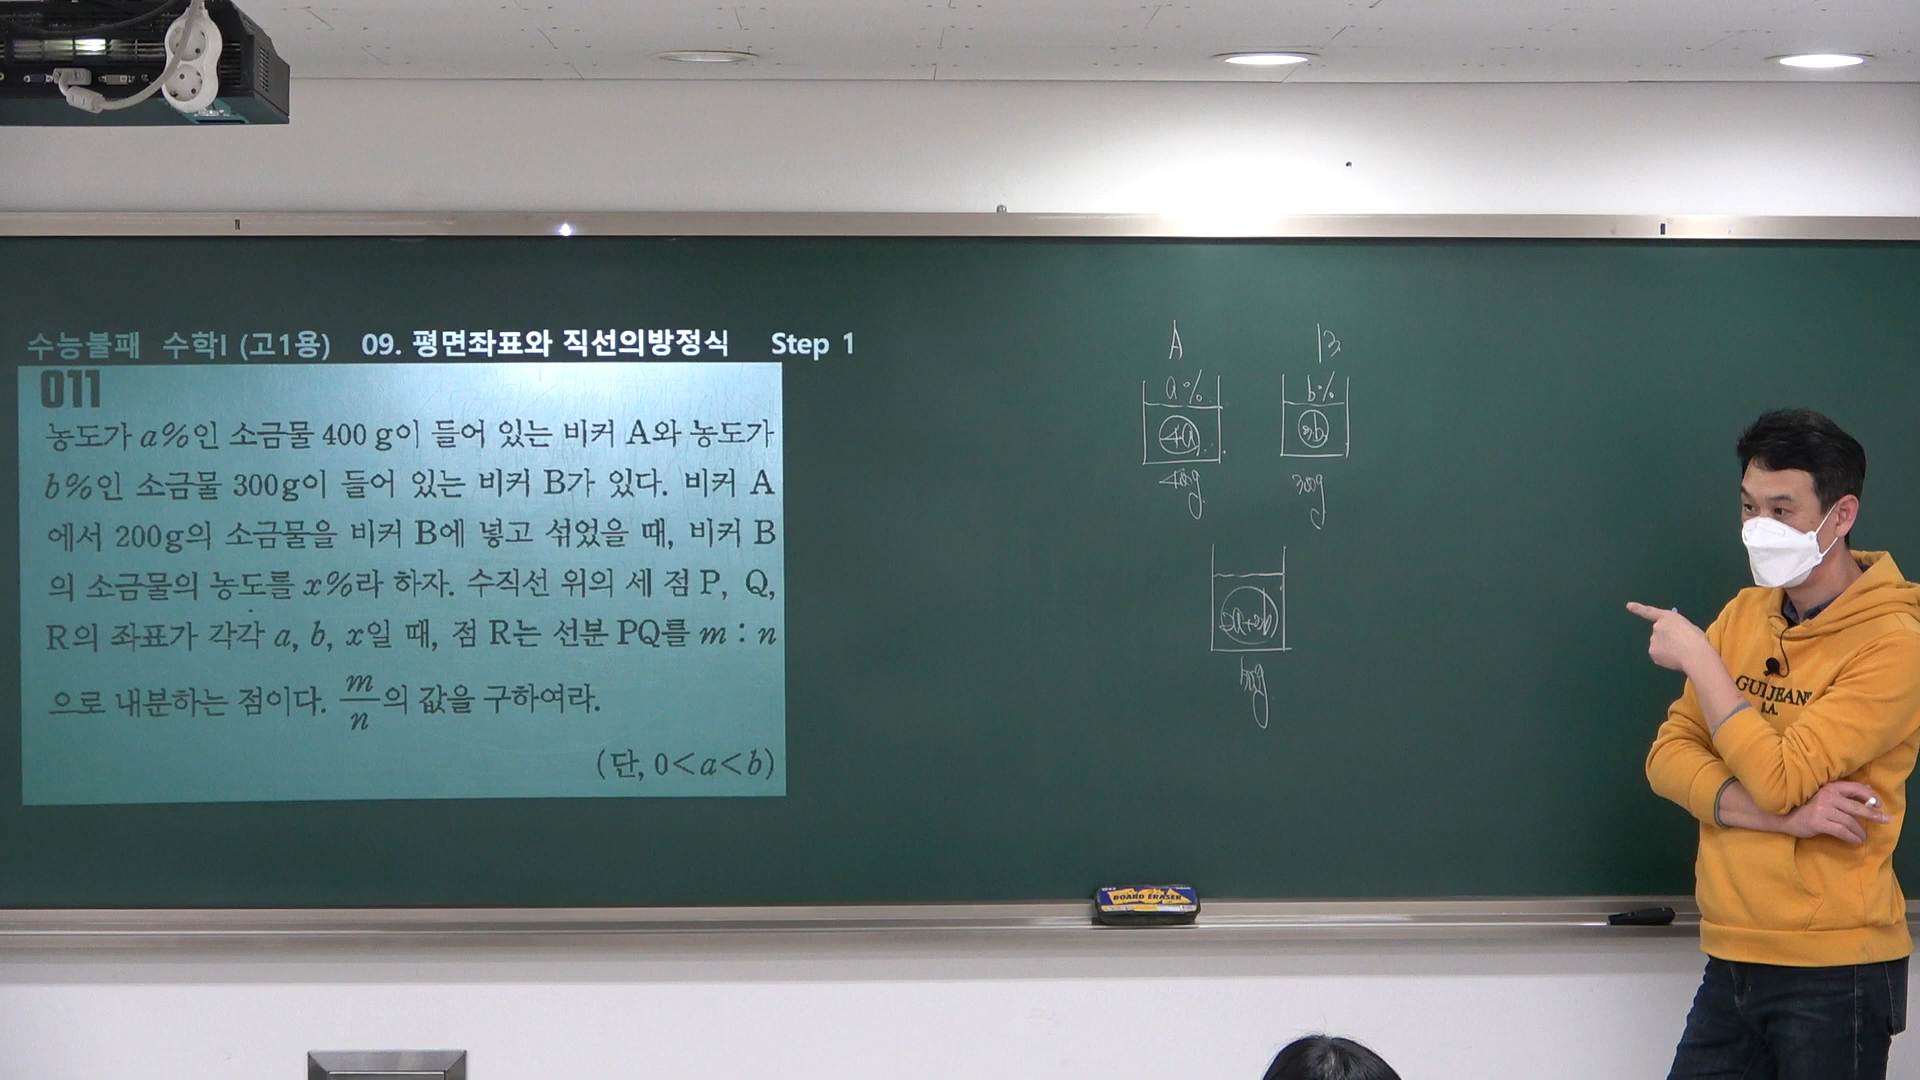 수능불패 수학I (고1용) 09. 평면좌표와 직선의방정식 Step 1
011
농도가 a%인 소금물 400 g이 들어 있는 비커 A와 농도가
b%인 소금물 300g이 들어 있는 비커 B가 있다. 비커 A
에서 200g의 소금물을 비커 B에 넣고 섞었을 때, 비커 B
의 소금물의 농도를 x%라 하자. 수직선 위의 세 점 P, Q,
R의 좌표가 각각 a, b, x일 때, 점 R는 선분 PQ를 m : n
으로 내분하는 점이다. m/n의 값을 구하여라.
(단, 0<a<b)
A B
a% b%
4a 3b
400g 300g
2a+3b
500g
BOARD ERASER